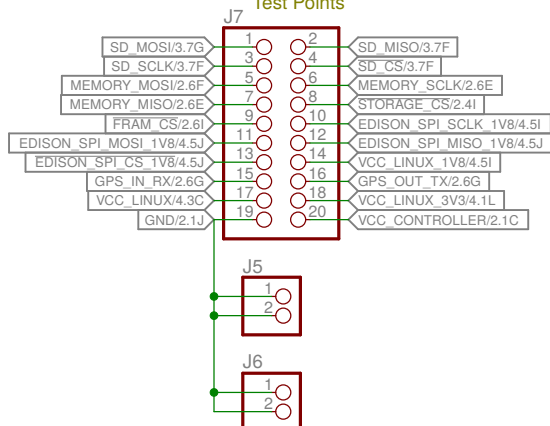 Test Points
J7
SD_MOSI/3.7G 1 2 SD_MISO/3.7F
SD_SCLK/3.7F 3 4 SD_CS/3.7F
MEMORY_MOSI/2.6F 5 6 MEMORY_SCLK/2.6E
MEMORY_MISO/2.6E 7 8 STORAGE_CS/2.4I
FRAM_CS/2.6I 9 10 EDISON_SPI_SCLK_1V8/4.5I
EDISON_SPI_MOSI_1V8/4.5J 11 12 EDISON_SPI_MISO_1V8/4.5J
EDISON_SPI_CS_1V8/4.5J 13 14 VCC_LINUX_1V8/4.5I
GPS_IN_RX/2.6G 15 16 GPS_OUT_TX/2.6G
VCC_LINUX/4.3C 17 18 VCC_LINUX_3V3/4.1L
GND/2.1J 19 20 VCC_CONTROLLER/2.1C
J5
1
2
J6
1
2